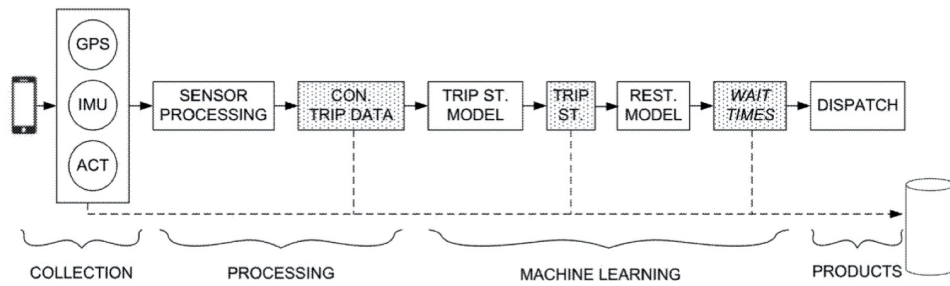 GPS
IMU
ACT
SENSOR
PROCESSING
CON.
TRIP DATA
TRIP ST.
MODEL
TRIP
ST.
REST.
MODEL
WAIT
TIMES
DISPATCH
COLLECTION
PROCESSING
MACHINE LEARNING
PRODUCTS